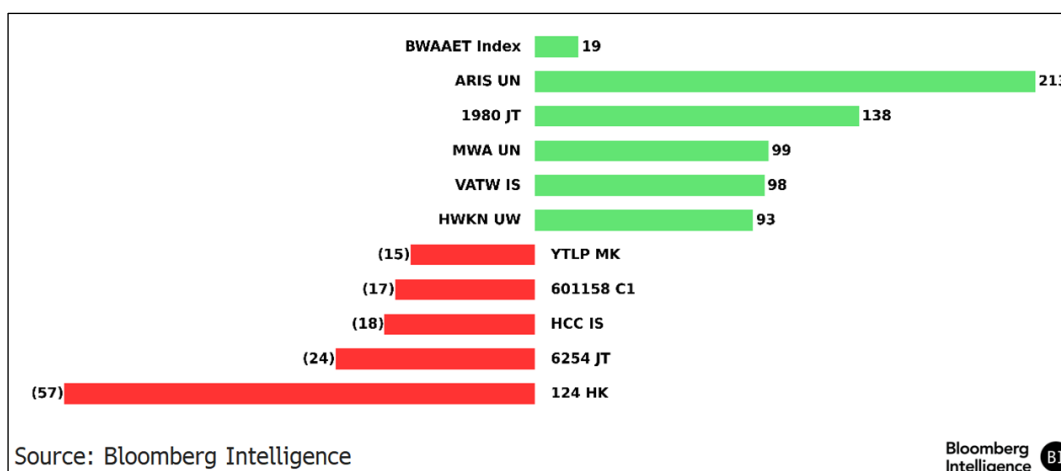 BWAAET Index 19
ARIS UN 213
1980 JT 138
MWA UN 99
VATW IS 98
HWKN UW 93
(15) YTLP MK
(17) 601158 C1
(18) HCC IS
(24) 6254 JT
(57) 124 HK
Source: Bloomberg Intelligence
Bloomberg
Intelligence